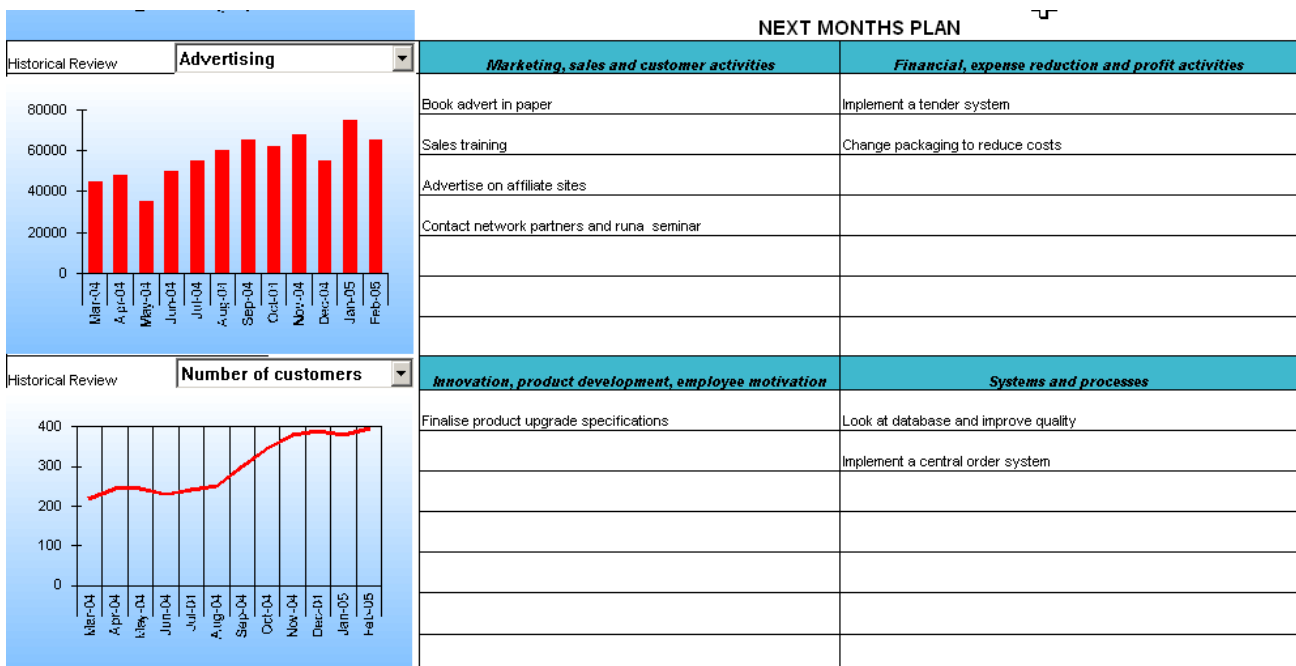 NEXT MONTHS PLAN
Historical Review
Advertising
Marketing, sales and customer activities
Financial, expense reduction and profit activities
80000
60000
40000
20000
0
Mar-04
Apr-04
May-04
Jun-04
Jul-04
Aug-04
Sep-04
Oct-04
Nov-04
Dec-04
Jan-05
Feb-05
Book advert in paper
Implement a tender system
Sales training
Change packaging to reduce costs
Advertise on affiliate sites
Contact network partners and runa seminar
Historical Review
Number of customers
Innovation, product development, employee motivation
Systems and processes
400
300
200
100
0
Mar-04
Apr-04
May-04
Jun-04
Jul-04
Aug-04
Sep-04
Oct-04
Nov-04
Dec-04
Jan-05
Feb-05
Finalise product upgrade specifications
Look at database and improve quality
Implement a central order system